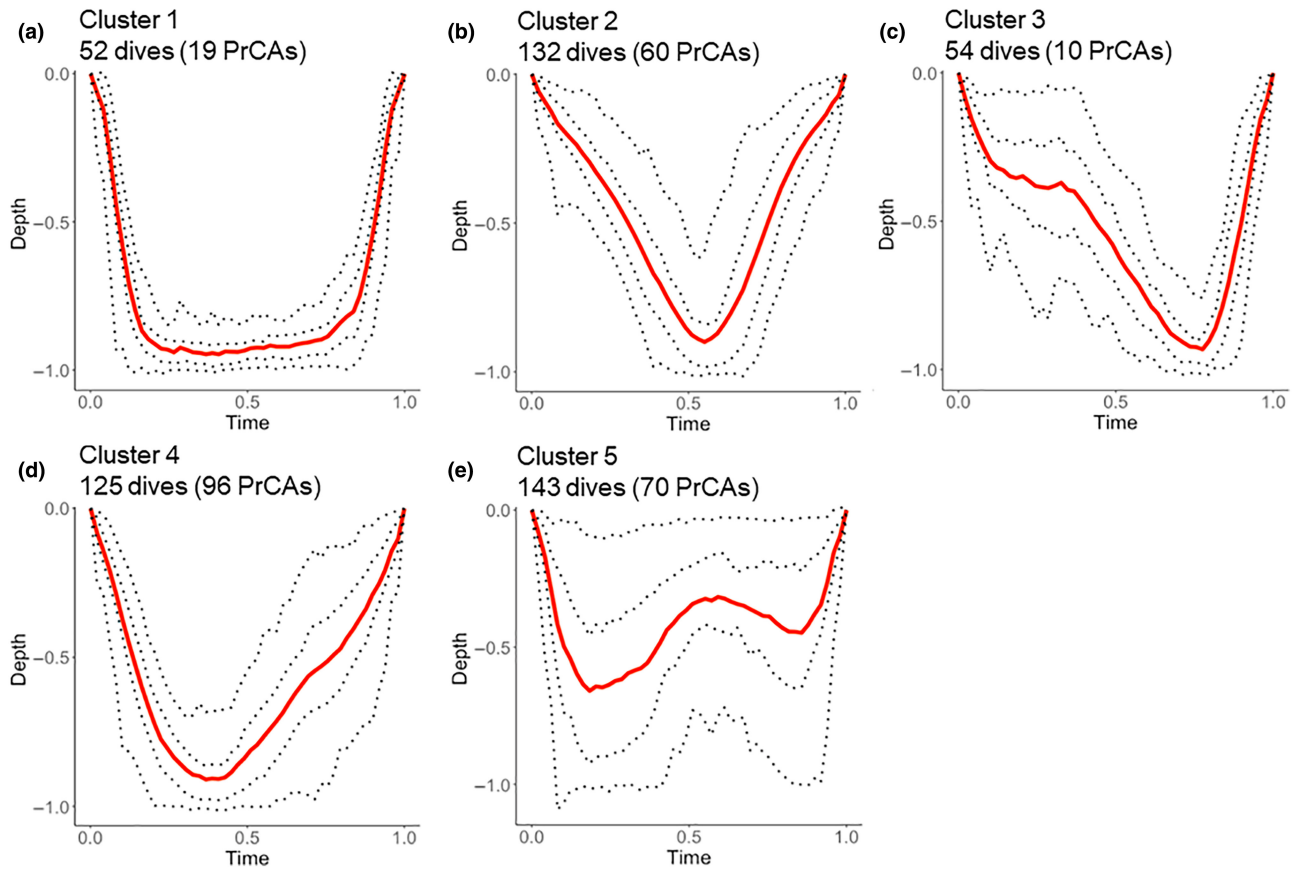 (a)
Cluster 1
52 dives (19 PrCAs)
0.0
−0.5
−1.0
Depth
0.0 0.5 1.0
Time
(b)
Cluster 2
132 dives (60 PrCAs)
0.0
−0.5
−1.0
Depth
0.0 0.5 1.0
Time
(c)
Cluster 3
54 dives (10 PrCAs)
0.0
−0.5
−1.0
Depth
0.0 0.5 1.0
Time
(d)
Cluster 4
125 dives (96 PrCAs)
0.0
−0.5
−1.0
Depth
0.0 0.5 1.0
Time
(e)
Cluster 5
143 dives (70 PrCAs)
0.0
−0.5
−1.0
Depth
0.0 0.5 1.0
Time